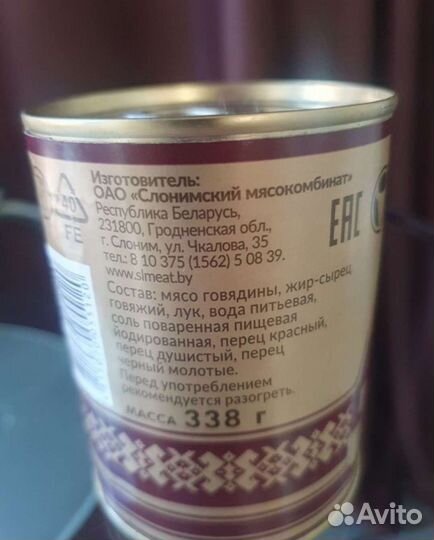 Изготовитель:
ОАО «Слонимский мясокомбинат»
Республика Беларусь,
231800, Гродненская обл.,
г. Слоним, ул. Чкалова, 35
тел.: 8 10 375 (1562) 5 08 39.
www.slmeat.by
Состав: мясо говядины, жир-сырец
говяжий, лук, вода питьевая,
соль поваренная пищевая
йодированная, перец красный,
перец душистый, перец
черный молотые.
Перед употреблением
рекомендуется разогреть.
МАССА 338 г
40
FE
EAC
Avito